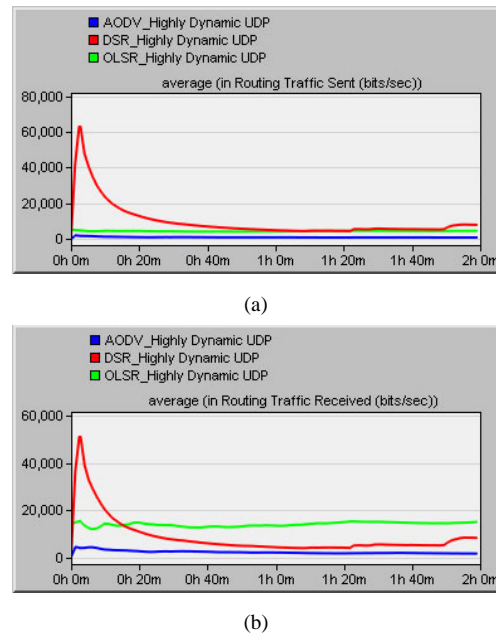 AODV_Highly Dynamic UDP
DSR_Highly Dynamic UDP
OLSR_Highly Dynamic UDP
average (in Routing Traffic Sent (bits/sec))
80,000
60,000
40,000
20,000
0
0h 0m 0h 20m 0h 40m 1h 0m 1h 20m 1h 40m 2h 0m
(a)
AODV_Highly Dynamic UDP
DSR_Highly Dynamic UDP
OLSR_Highly Dynamic UDP
average (in Routing Traffic Received (bits/sec))
60,000
40,000
20,000
0
0h 0m 0h 20m 0h 40m 1h 0m 1h 20m 1h 40m 2h 0m
(b)